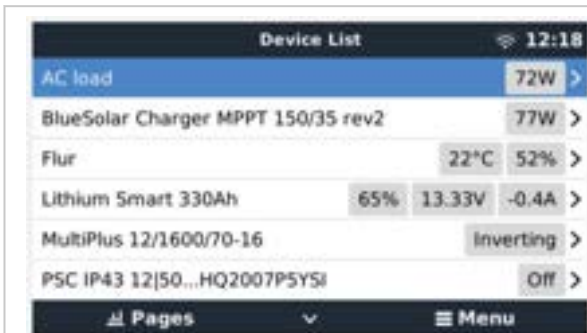 Device List 12:18
AC load 72W
BlueSolar Charger MPPT 150/35 rev2 77W
Flur 22°C 52%
Lithium Smart 330Ah 65% 13.33V -0.4A
MultiPlus 12/1600/70-16 Inverting
PSC IP43 12|50...HQ2007P5YSI Off
Pages Menu